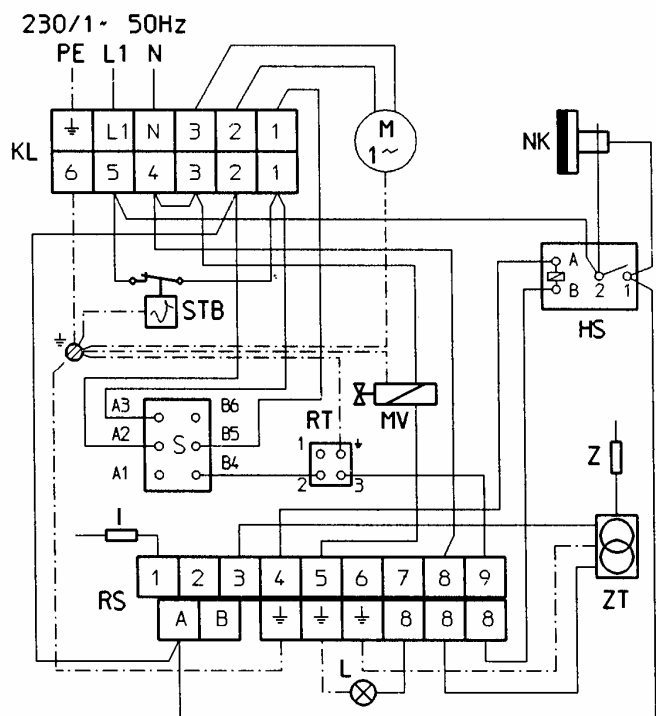 230/1~ 50Hz
PE L1 N
KL
⏚ L1 N 3 2 1
6 5 4 3 2 1
M
1~
NK
A
B
2 1
HS
STB
⏚
A3 B6
A2 S B5
A1 B4
RT
1 ⏚
2 3
MV
Z
ZT
I
RS
1 2 3 4 5 6 7 8 9
A B ⏚ ⏚ ⏚ 8 8 8
L